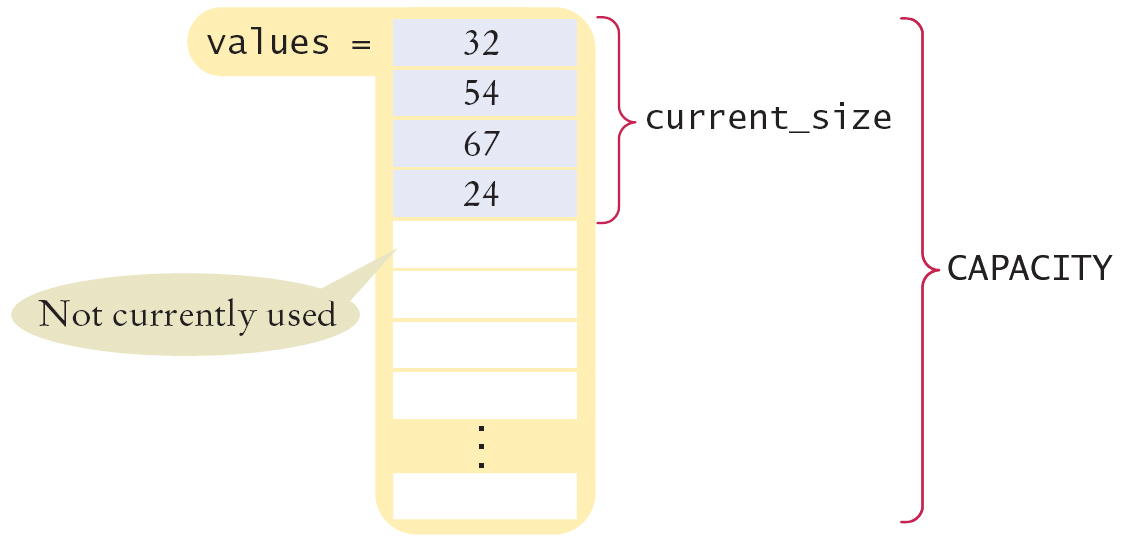 values =
32
54
67
24
current_size
CAPACITY
Not currently used